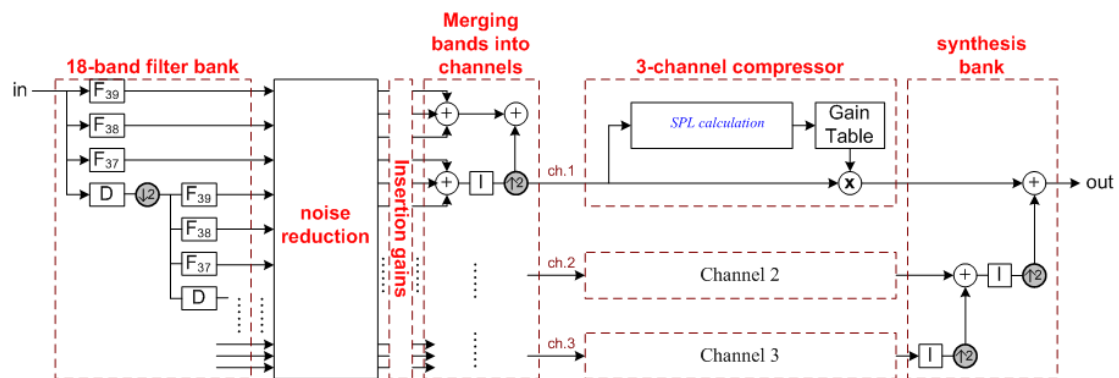 Merging
bands into
channels
synthesis
bank
18-band filter bank
3-channel compressor
in
F39
F38
F37
D
↓2
F39
F38
F37
D
noise
reduction
Insertion gains
+
+
+
I
↑2
ch.1
SPL calculation
Gain
Table
x
+
out
ch.2
Channel 2
+
I
↑2
ch.3
Channel 3
I
↑2